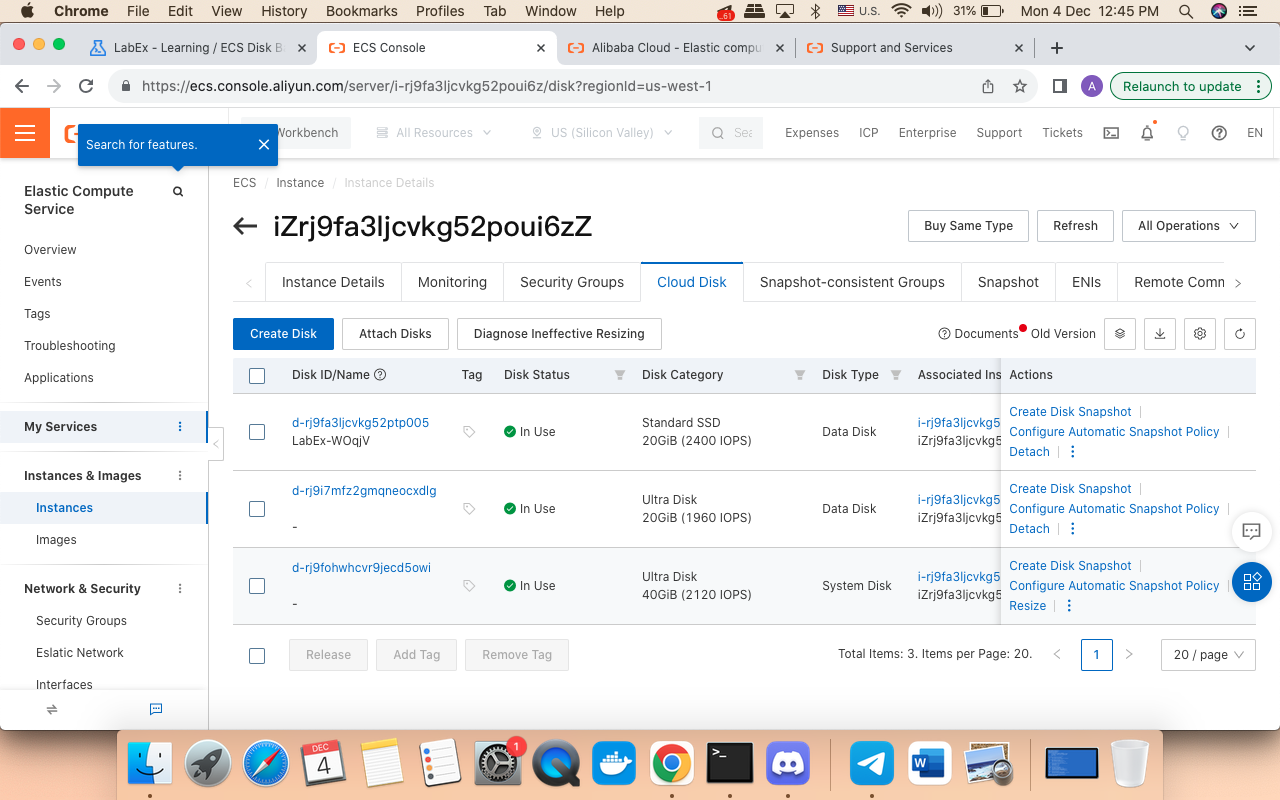 Chrome File Edit View History Bookmarks Profiles Tab Window Help .61 U.S. 31% Mon 4 Dec 12:45 PM
LabEx - Learning / ECS Disk B ECS Console Alibaba Cloud - Elastic compu Support and Services
https://ecs.console.aliyun.com/server/i-rj9fa3ljcvkg52poui6z/disk?regionId=us-west-1 A Relaunch to update
Workbench All Resources US (Silicon Valley) Sea Expenses ICP Enterprise Support Tickets EN
Search for features.
ECS / Instance / Instance Details
Elastic Compute
Service
iZrj9fa3ljcvkg52poui6zZ
Buy Same Type Refresh All Operations
Overview
Events
Tags
Troubleshooting
Applications
My Services
Instances & Images
Instances
Images
Network & Security
Security Groups
Eslatic Network
Interfaces
Instance Details Monitoring Security Groups Cloud Disk Snapshot-consistent Groups Snapshot ENIs Remote Comm
Create Disk Attach Disks Diagnose Ineffective Resizing Documents Old Version
Disk ID/Name Tag Disk Status Disk Category Disk Type Associated Ins Actions
d-rj9fa3ljcvkg52ptp005
LabEx-WOqjV
In Use
Standard SSD
20GiB (2400 IOPS)
Data Disk
i-rj9fa3ljcvkg5
iZrj9fa3ljcvkg5
Create Disk Snapshot
Configure Automatic Snapshot Policy
Detach
d-rj9i7mfz2gmqneocxdlg
-
In Use
Ultra Disk
20GiB (1960 IOPS)
Data Disk
i-rj9fa3ljcvkg5
iZrj9fa3ljcvkg5
Create Disk Snapshot
Configure Automatic Snapshot Policy
Detach
d-rj9fohwhcvr9jecd5owi
-
In Use
Ultra Disk
40GiB (2120 IOPS)
System Disk
i-rj9fa3ljcvkg5
iZrj9fa3ljcvkg5
Create Disk Snapshot
Configure Automatic Snapshot Policy
Resize
Release Add Tag Remove Tag Total Items: 3. Items per Page: 20. 1 20 / page
DEC
4
1
W